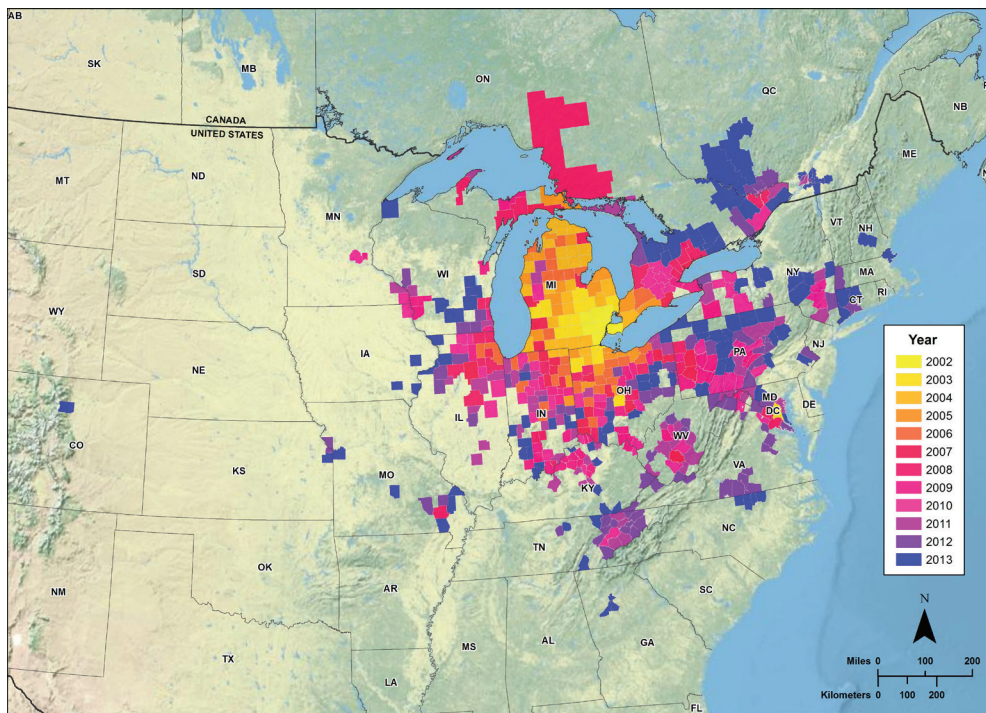 AB
SK
MB
ON
QC
NB
CANADA
UNITED STATES
ME
MT
ND
MN
VT
NH
SD
WI
MI
NY
MA
WY
CT
RI
IA
NE
PA
NJ
OH
IL
IN
MD
DE
DC
CO
WV
KS
MO
VA
KY
NC
TN
OK
NM
AR
SC
MS
AL
GA
TX
LA
FL
Year
2002
2003
2004
2005
2006
2007
2008
2009
2010
2011
2012
2013
N
Miles 0 100 200
Kilometers 0 100 200